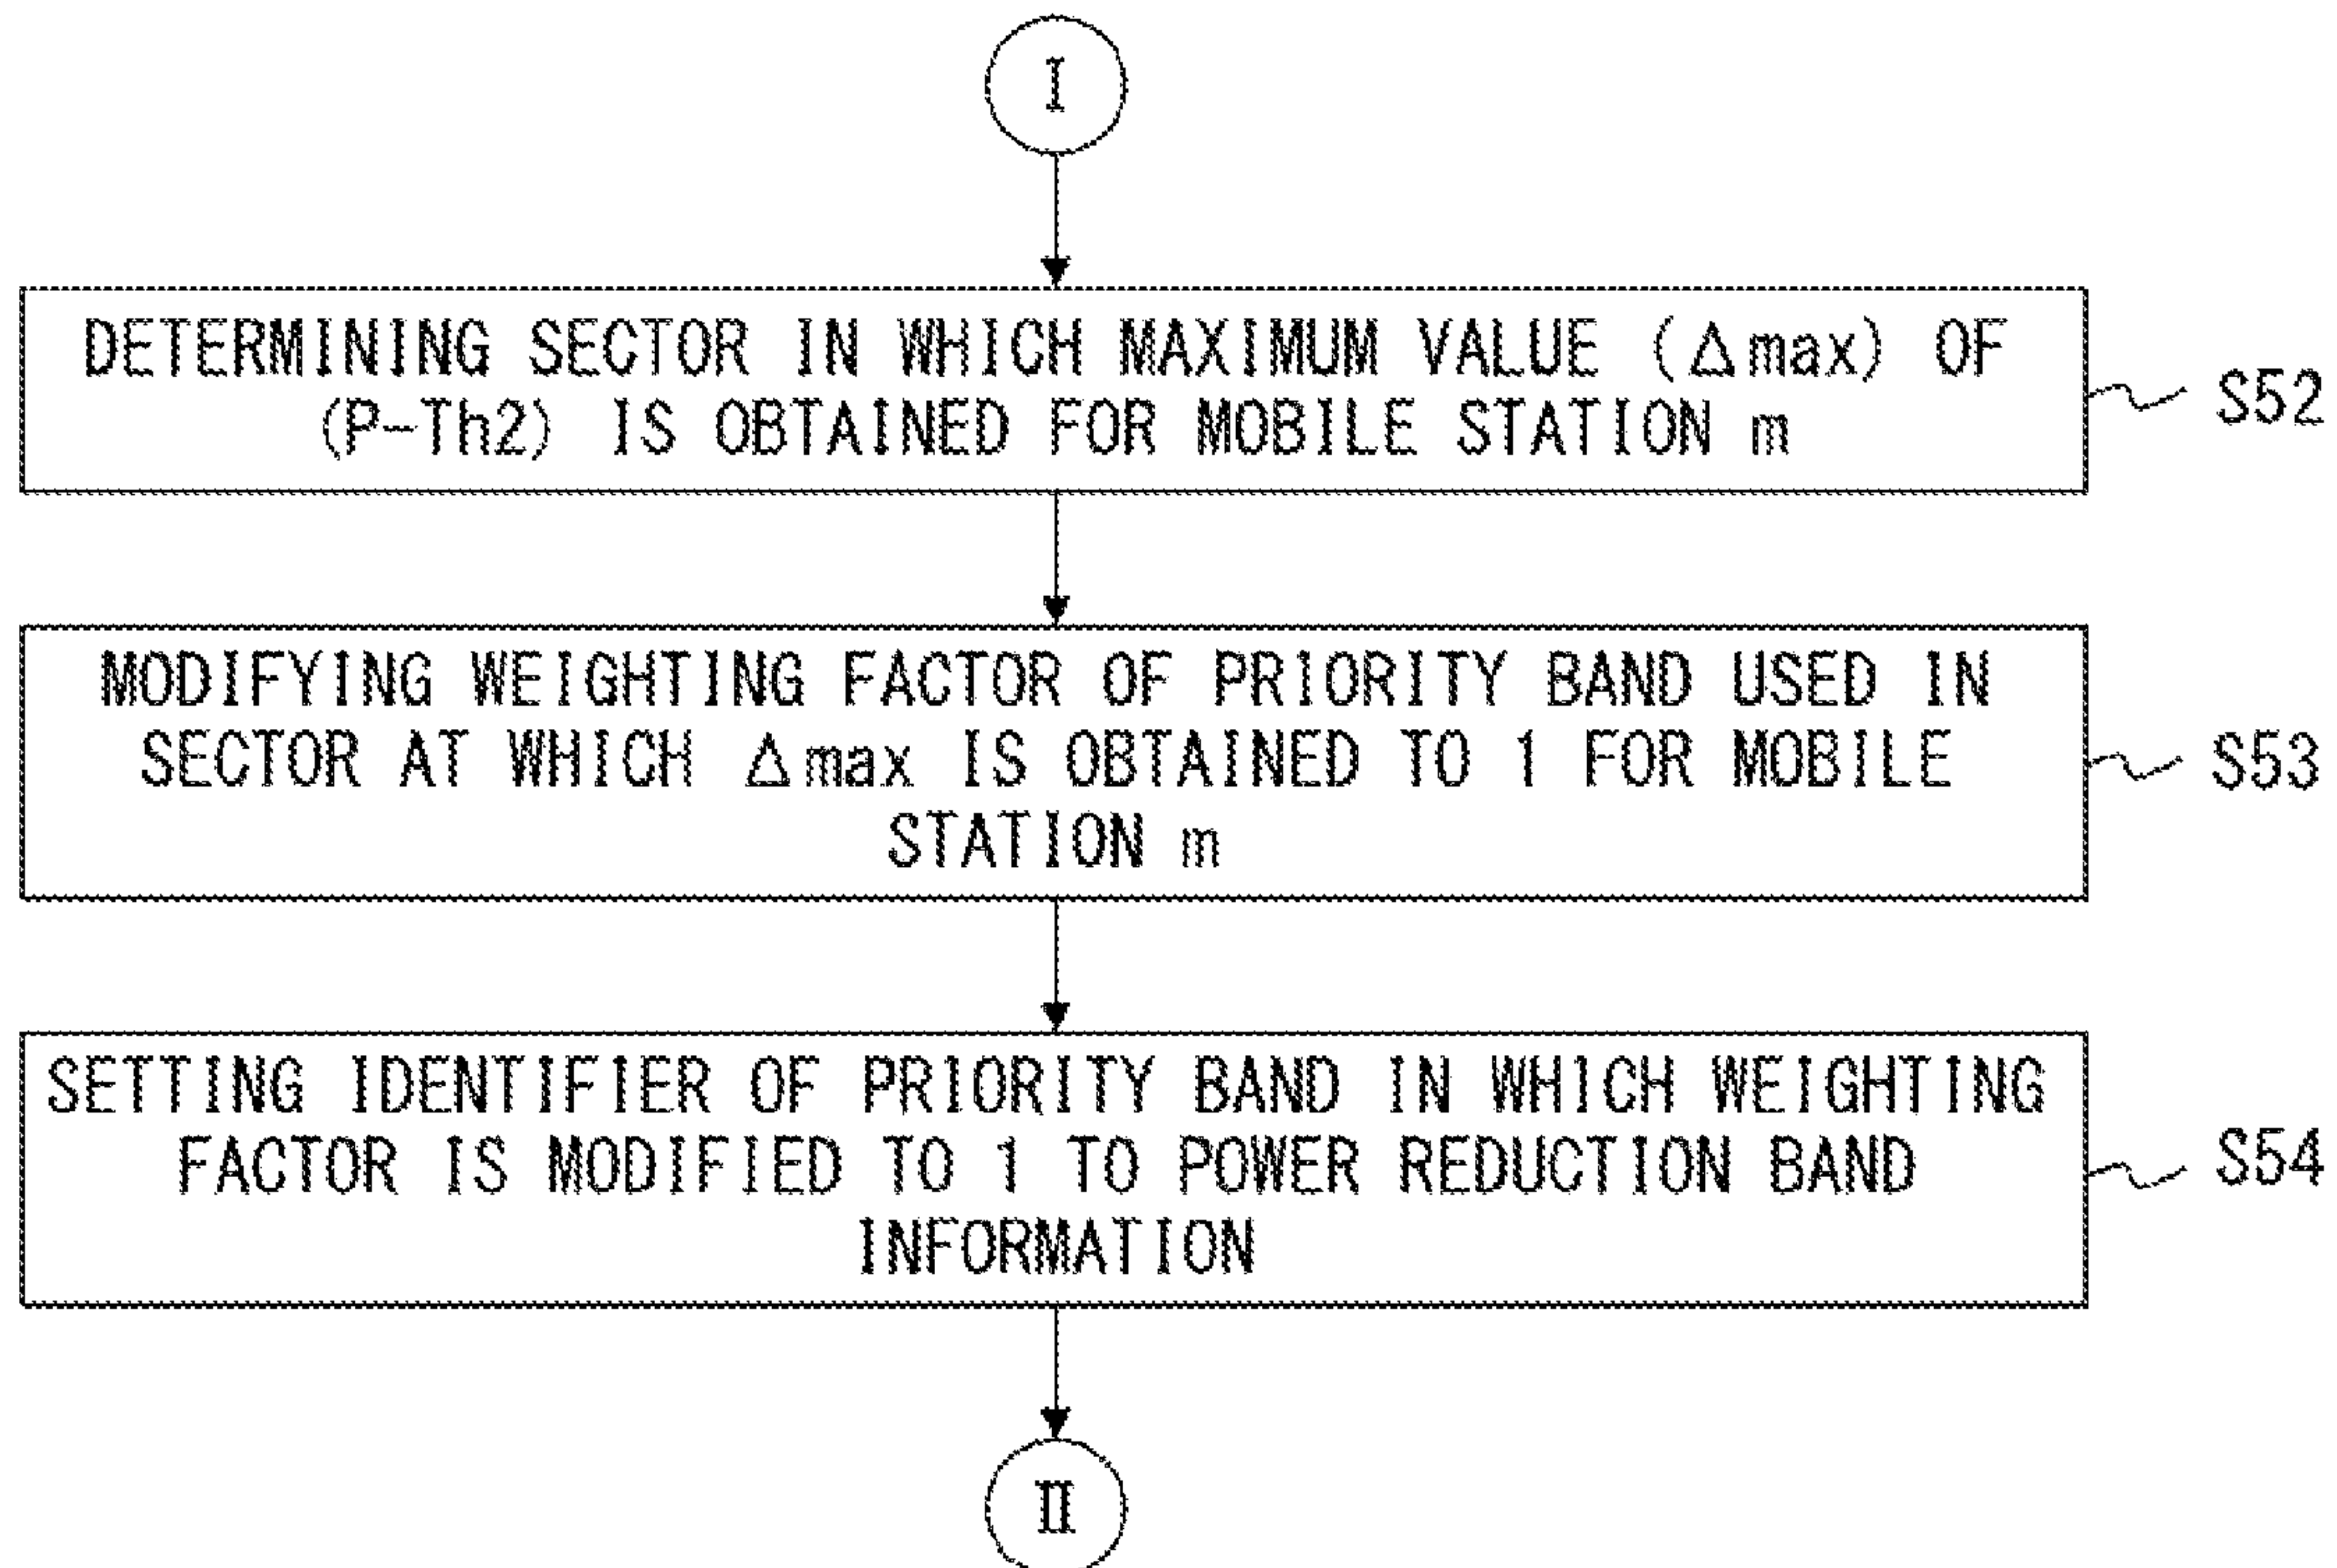 I
DETERMINING SECTOR IN WHICH MAXIMUM VALUE (Δmax) OF
(P-Th2) IS OBTAINED FOR MOBILE STATION m
S52
MODIFYING WEIGHTING FACTOR OF PRIORITY BAND USED IN
SECTOR AT WHICH Δmax IS OBTAINED TO 1 FOR MOBILE
STATION m
S53
SETTING IDENTIFIER OF PRIORITY BAND IN WHICH WEIGHTING
FACTOR IS MODIFIED TO 1 TO POWER REDUCTION BAND
INFORMATION
S54
II